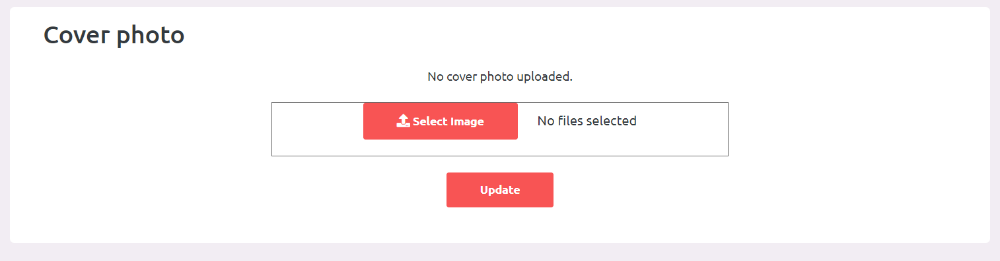 Cover photo
No cover photo uploaded.
Select Image No files selected
Update